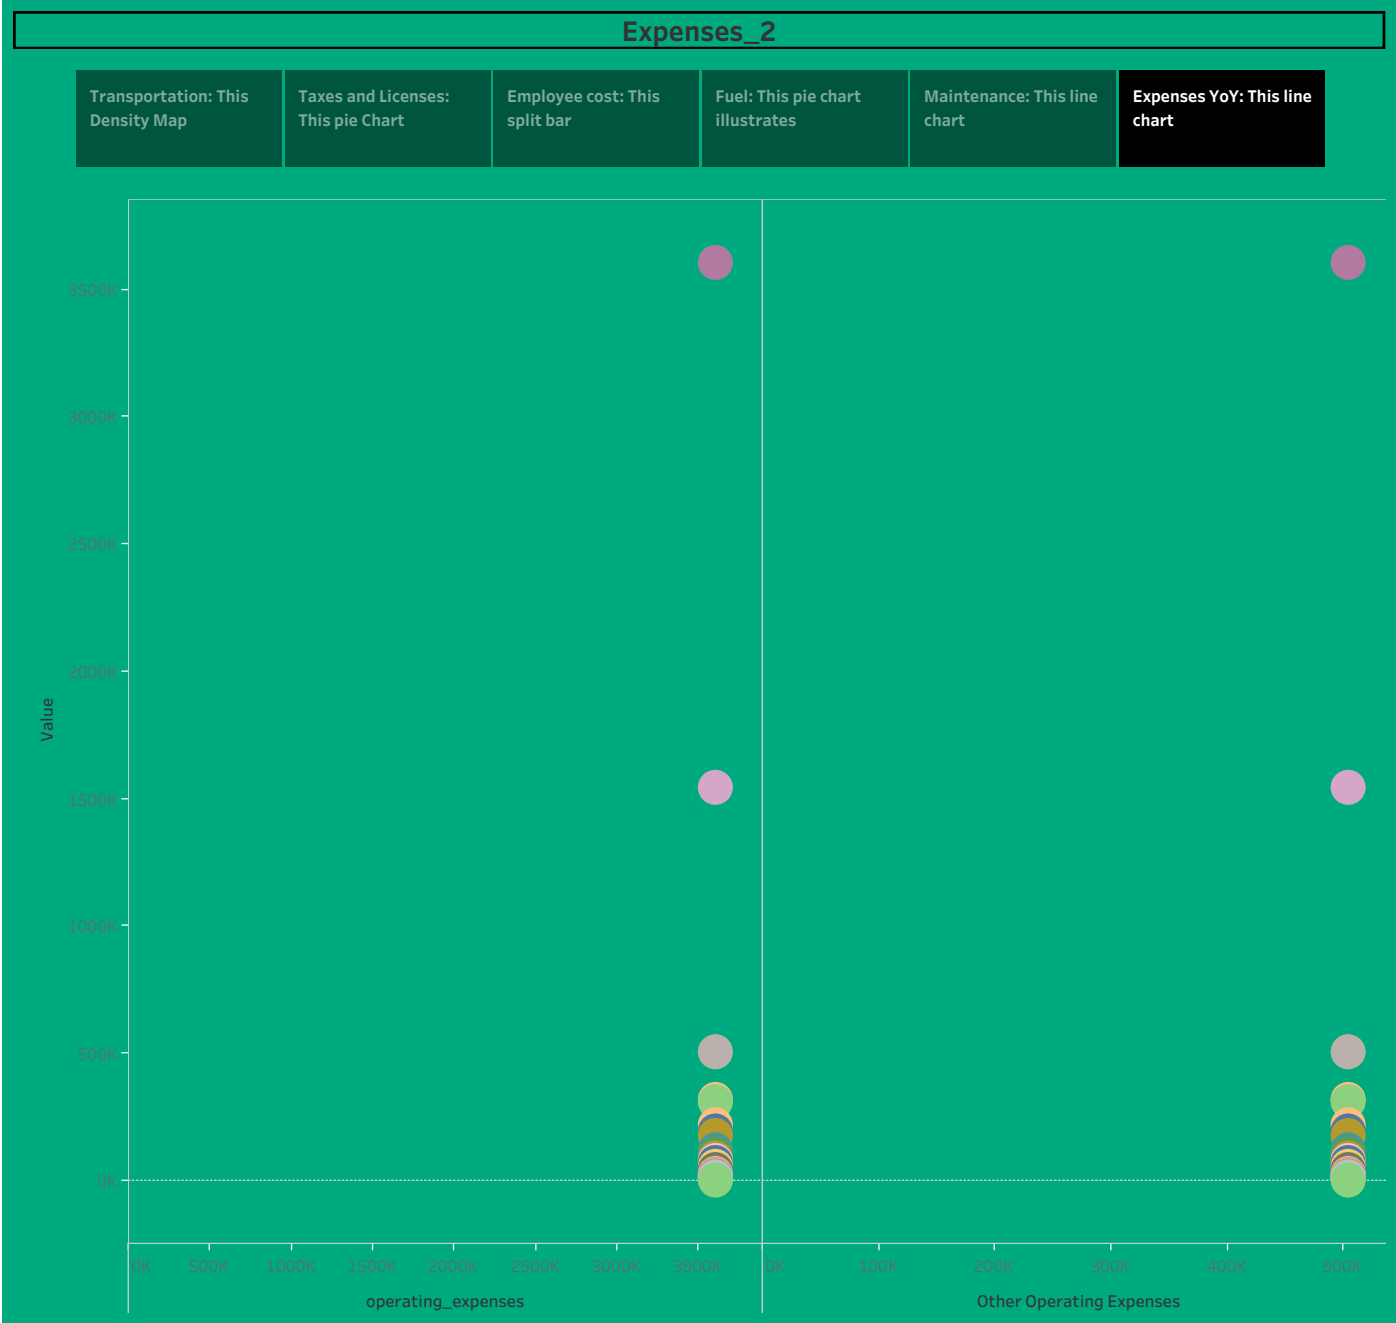 Expenses_2
Transportation: This
Density Map
Taxes and Licenses:
This pie Chart
Employee cost: This
split bar
Fuel: This pie chart
illustrates
Maintenance: This line
chart
Expenses YoY: This line
chart
3500K
3000K
2500K
2000K
1500K
1000K
500K
0K
Value
0K 500K 1000K 1500K 2000K 2500K 3000K 3500K 0K 100K 200K 300K 400K 500K
operating_expenses Other Operating Expenses